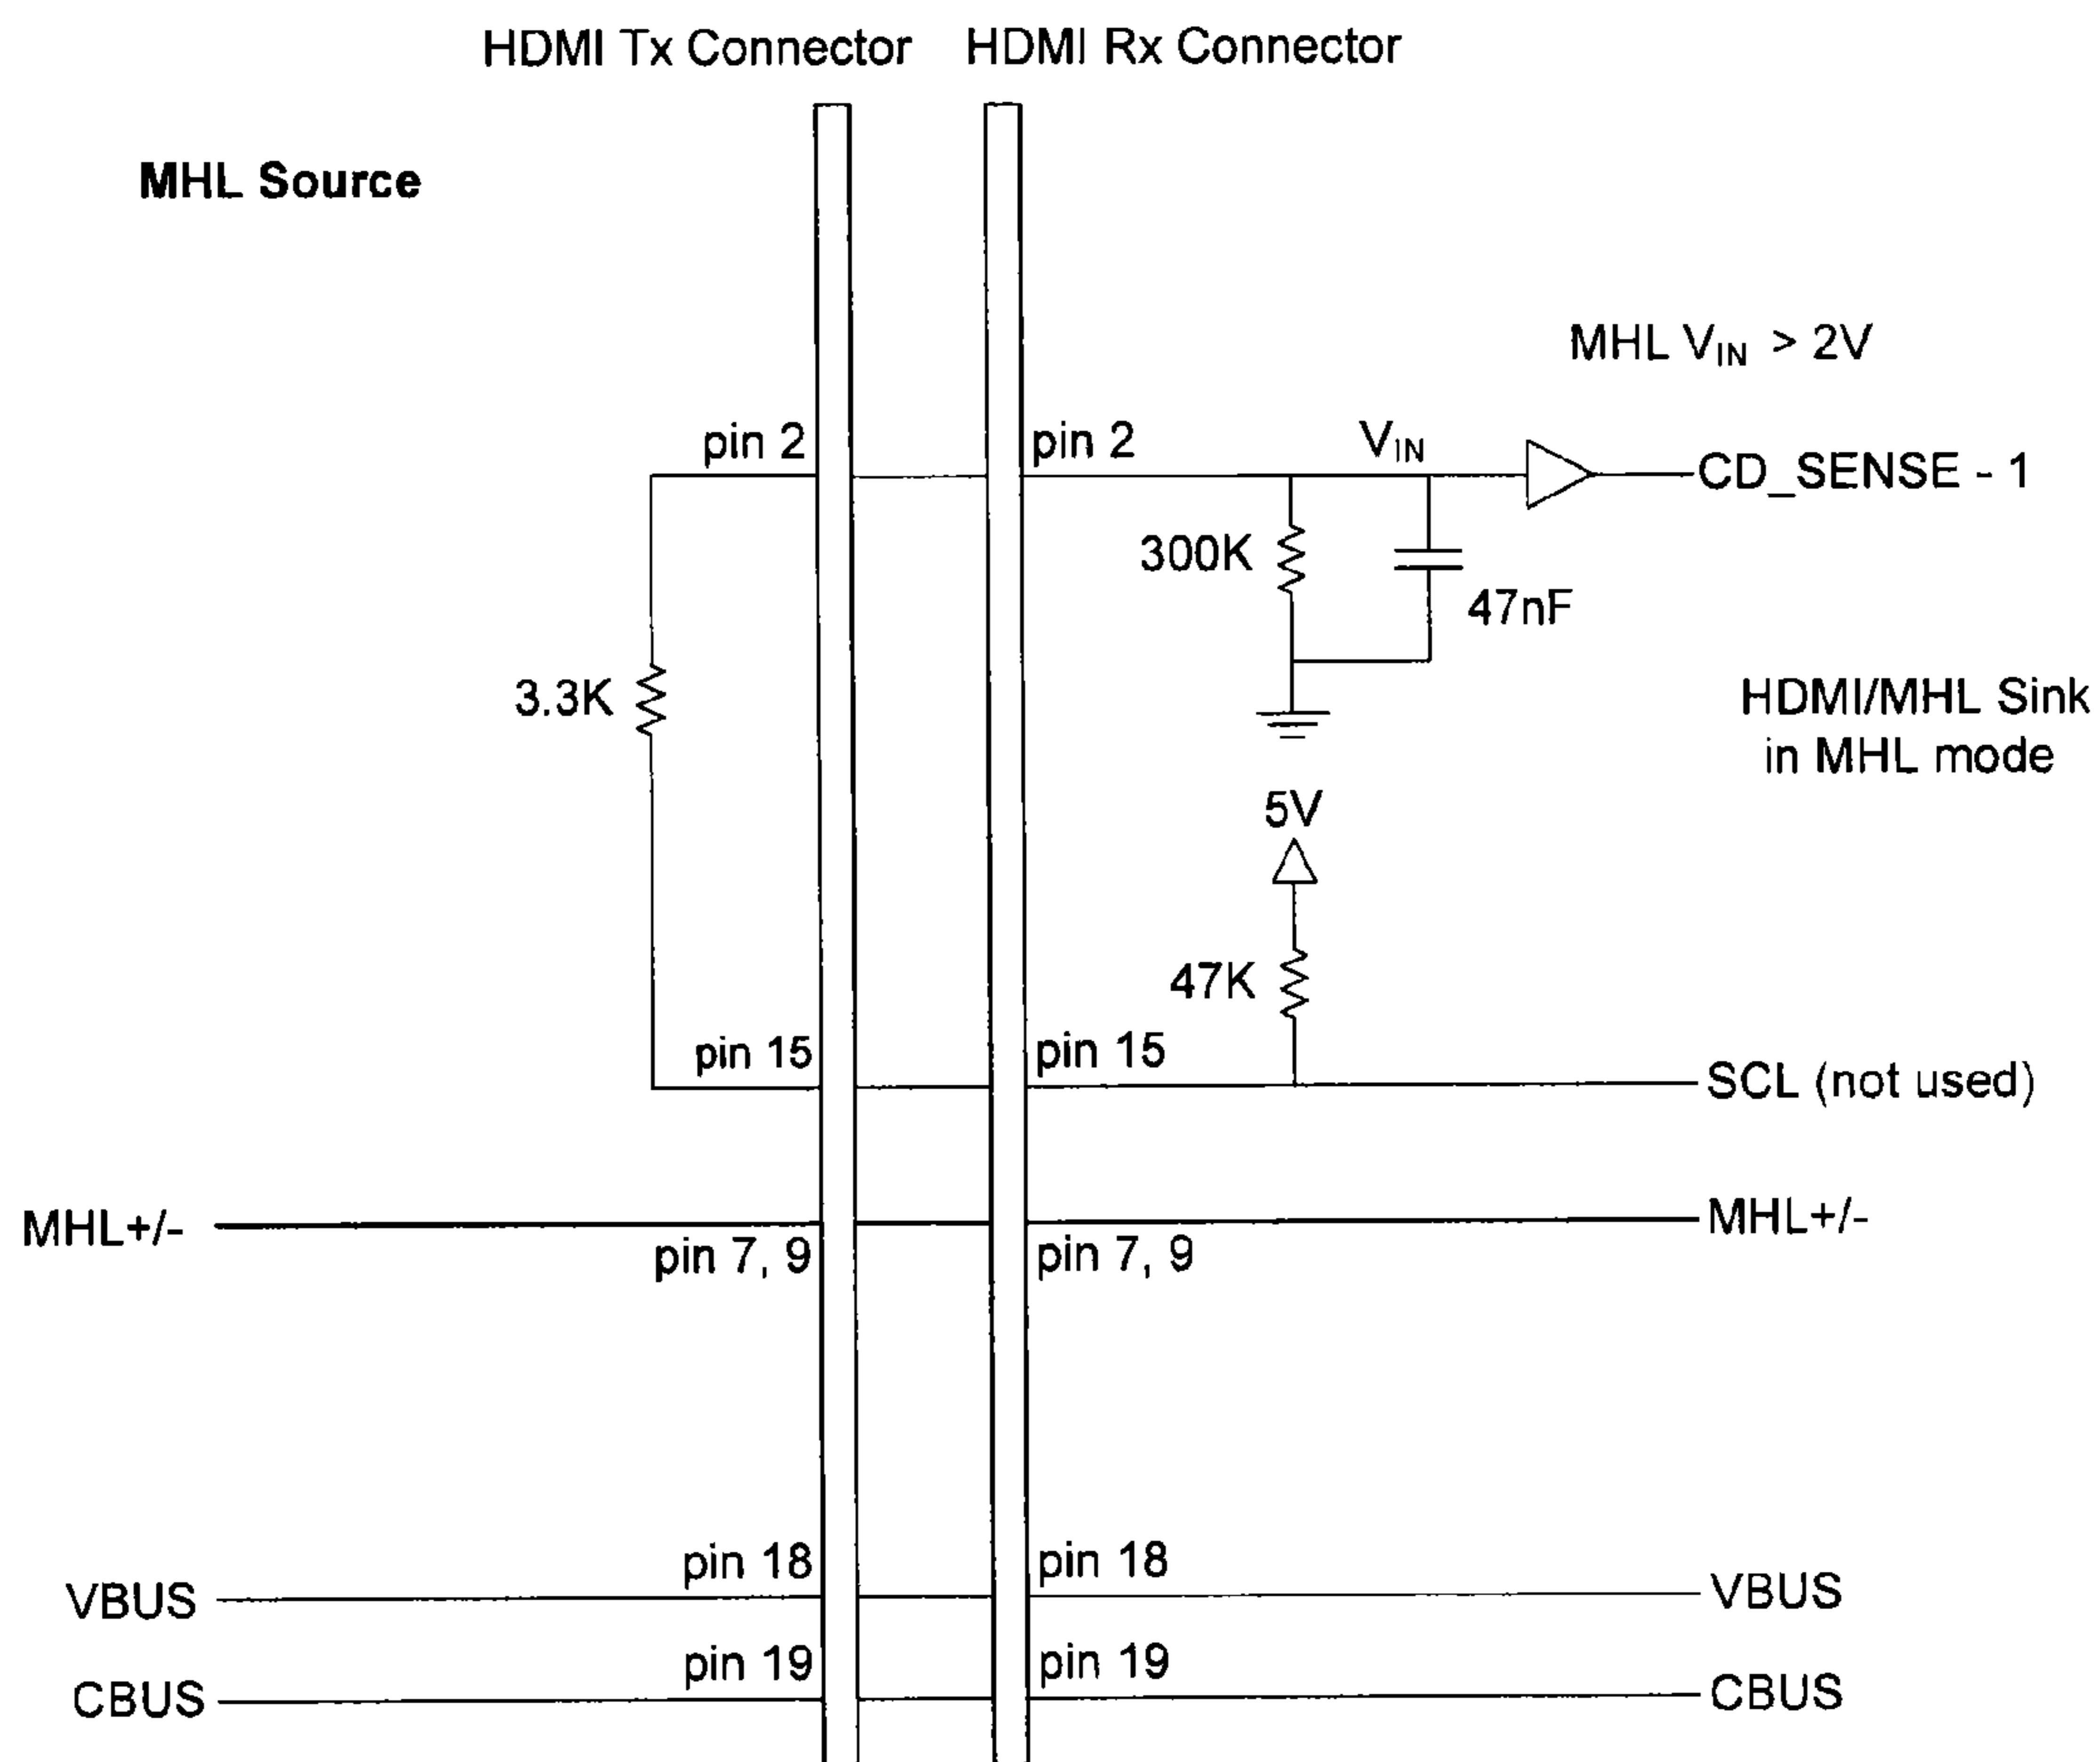 HDMI Tx Connector
HDMI Rx Connector
MHL Source
MHL VIN > 2V
pin 2
pin 2
VIN
CD_SENSE - 1
300K
47nF
3.3K
HDMI/MHL Sink
in MHL mode
5V
47K
pin 15
pin 15
SCL (not used)
MHL+/-
MHL+/-
pin 7, 9
pin 7, 9
pin 18
pin 18
VBUS
VBUS
pin 19
pin 19
CBUS
CBUS